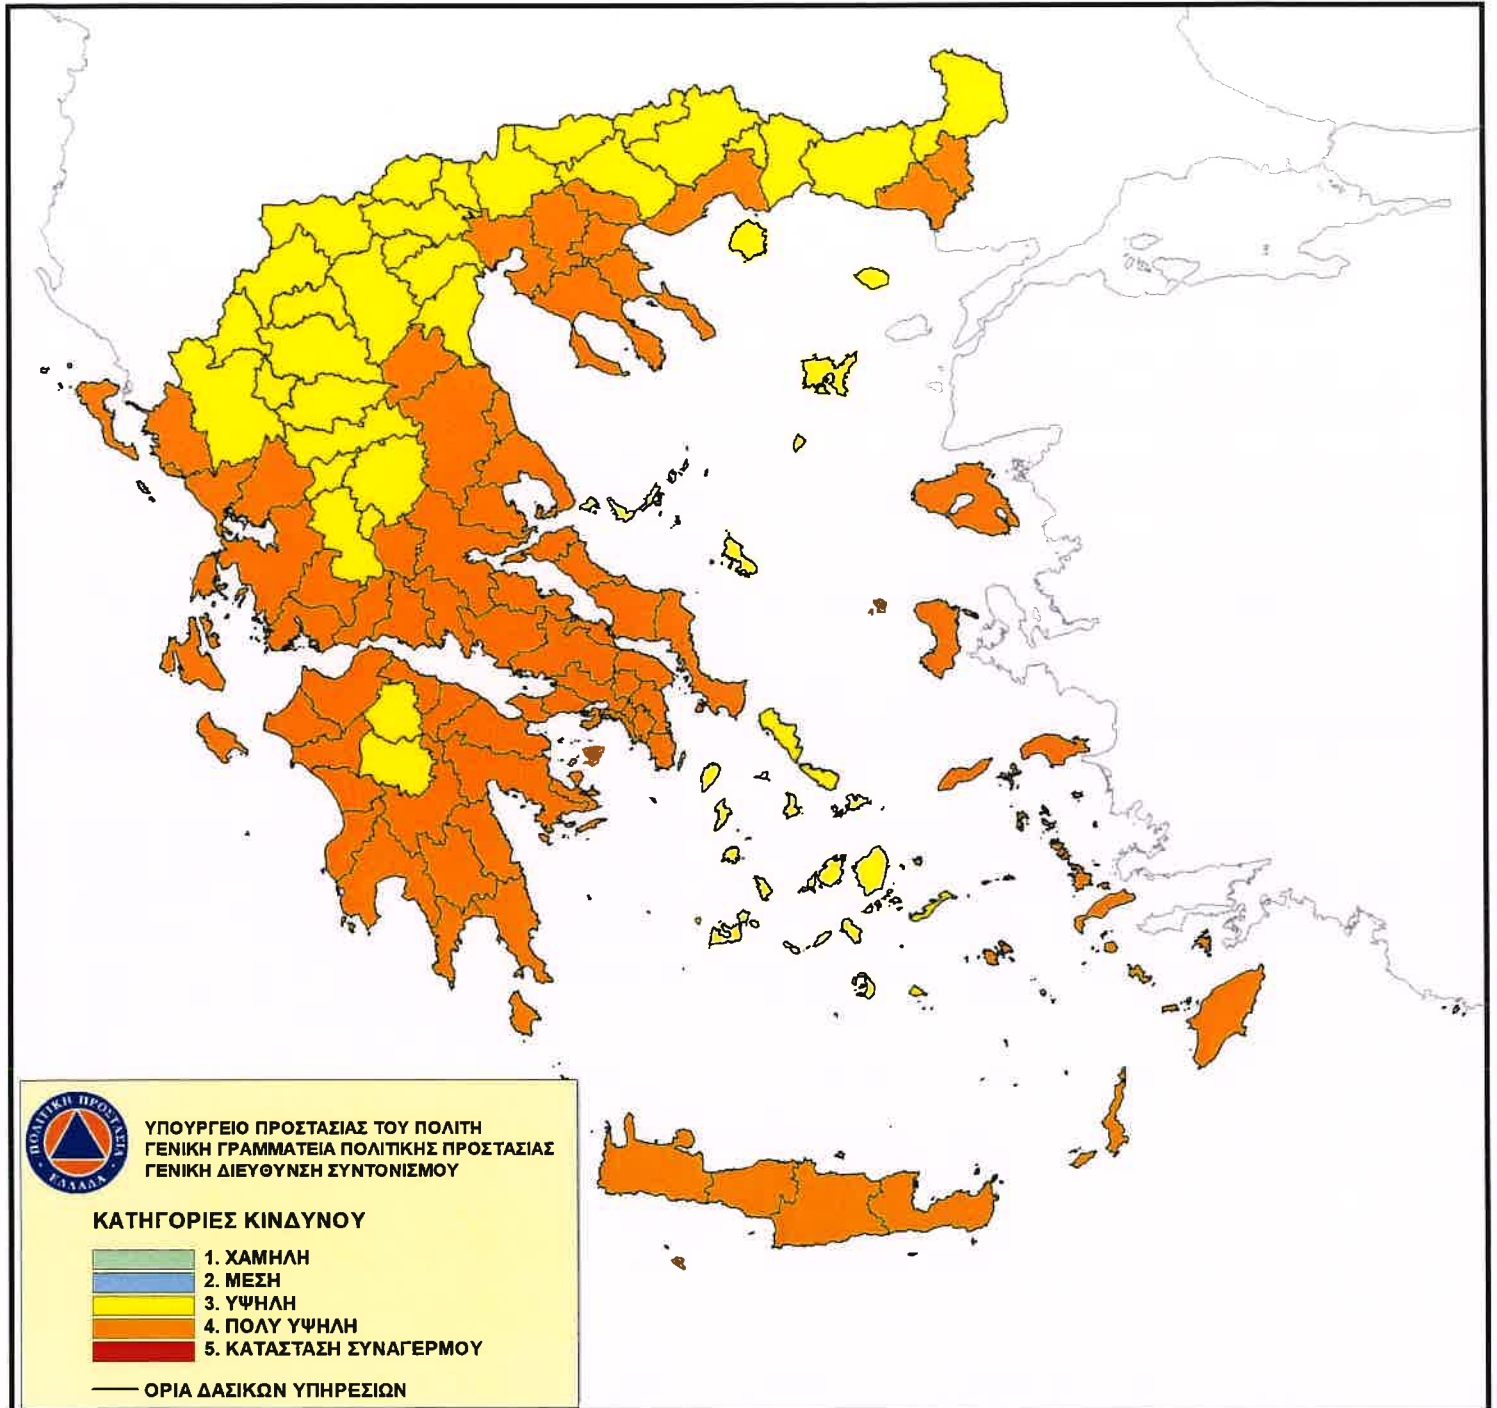 ΠΟΛΙΤΙΚΗ ΠΡΟΣΤΑΣΙΑ
ΕΛΛΑΔΑ
ΥΠΟΥΡΓΕΙΟ ΠΡΟΣΤΑΣΙΑΣ ΤΟΥ ΠΟΛΙΤΗ
ΓΕΝΙΚΗ ΓΡΑΜΜΑΤΕΙΑ ΠΟΛΙΤΙΚΗΣ ΠΡΟΣΤΑΣΙΑΣ
ΓΕΝΙΚΗ ΔΙΕΥΘΥΝΣΗ ΣΥΝΤΟΝΙΣΜΟΥ
ΚΑΤΗΓΟΡΙΕΣ ΚΙΝΔΥΝΟΥ
1. ΧΑΜΗΛΗ
2. ΜΕΣΗ
3. ΥΨΗΛΗ
4. ΠΟΛΥ ΥΨΗΛΗ
5. ΚΑΤΑΣΤΑΣΗ ΣΥΝΑΓΕΡΜΟΥ
ΟΡΙΑ ΔΑΣΙΚΩΝ ΥΠΗΡΕΣΙΩΝ